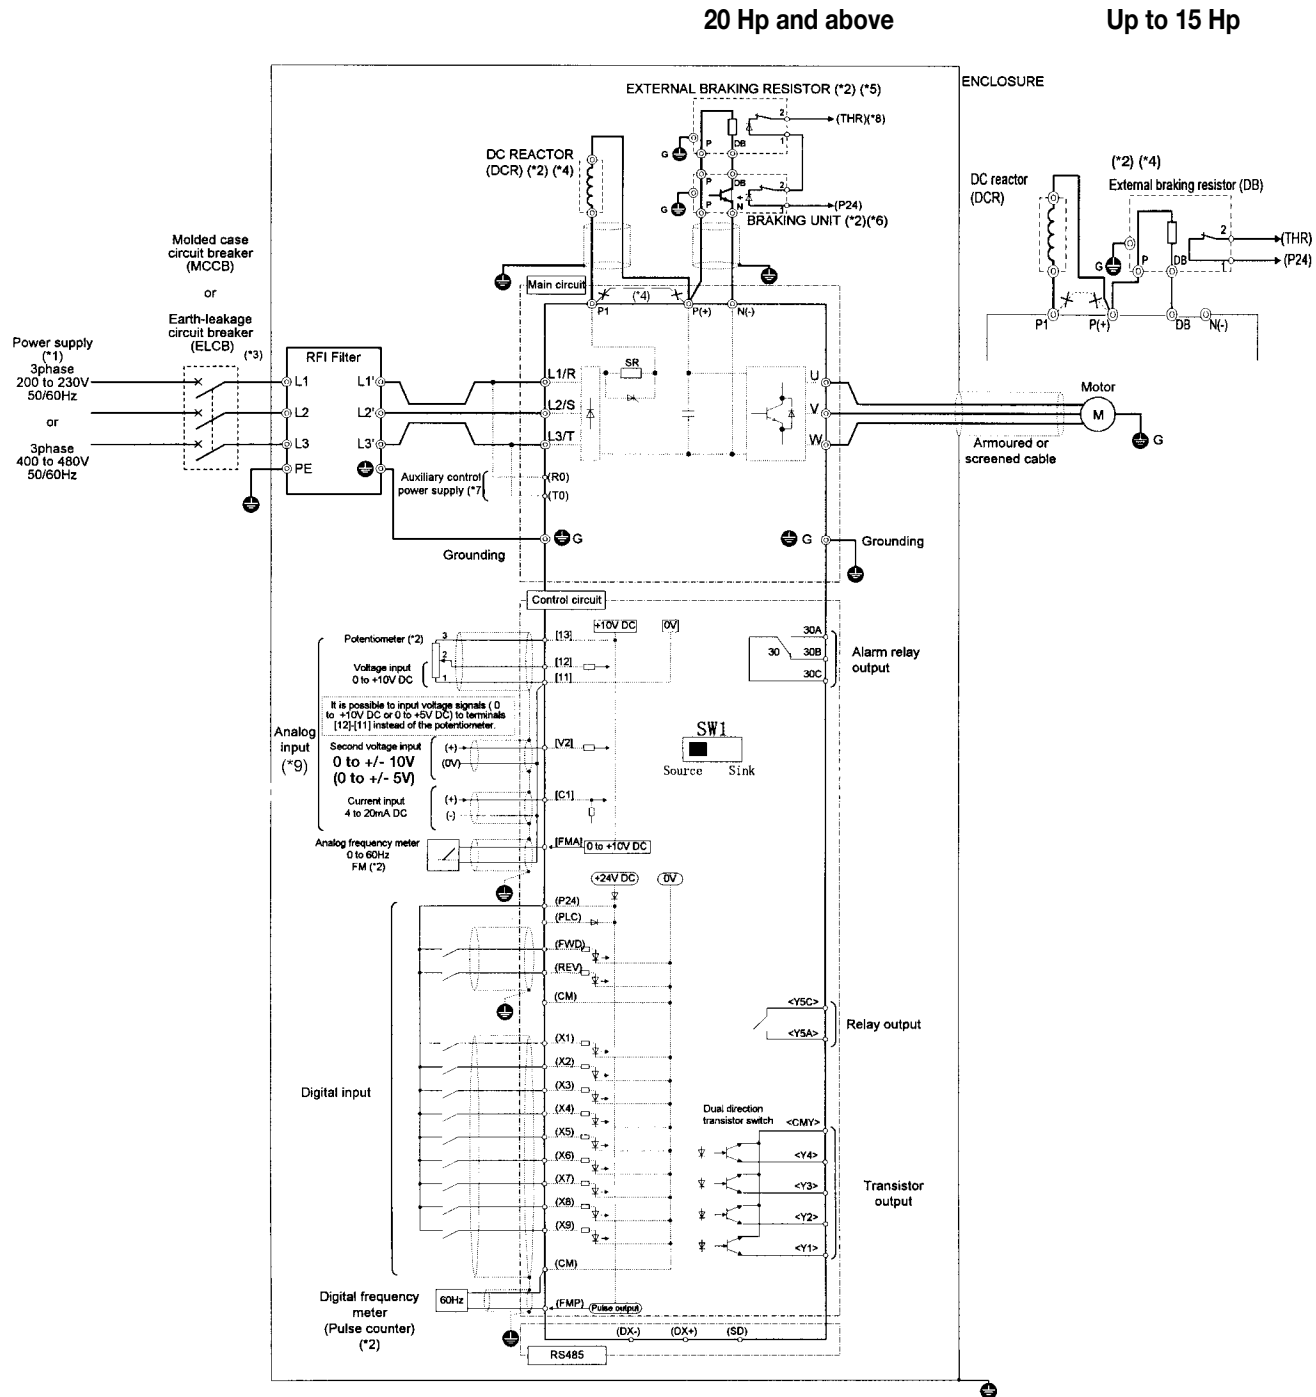 20 Hp and above
Up to 15 Hp
ENCLOSURE
EXTERNAL BRAKING RESISTOR (*2) (*5)
2
(THR)(*8)
1
G
P
DB
DC REACTOR
(DCR) (*2) (*4)
P
DB
2
G
P
N
1
(P24)
BRAKING UNIT (*2)(*6)
(*2) (*4)
DC reactor
(DCR)
External braking resistor (DB)
2
(THR)
G
P
DB
1
(P24)
P1
P(+)
DB
N(-)
Molded case
circuit breaker
(MCCB)
or
Earth-leakage
circuit breaker
(ELCB)
(*3)
Main circuit
(*4)
P1
P(+)
N(-)
Power supply
(*1)
3phase
200 to 230V
50/60Hz
or
3phase
400 to 480V
50/60Hz
RFI Filter
L1
L1'
L2
L2'
L3
L3'
PE
L1/R
L2/S
L3/T
SR
U
V
W
Motor
M
G
Armoured or
screened cable
Auxiliary control
power supply (*7)
(R0)
(T0)
G
G
Grounding
Grounding
Control circuit
+10V DC
0V
Potentiometer (*2)
3
[13]
2
[12]
Voltage input
0 to +10V DC
1
[11]
30A
30
30B
30C
Alarm relay
output
It is possible to input voltage signals ( 0
to +10V DC or 0 to +5V DC) to terminals
[12]-[11] instead of the potentiometer.
Analog
input
(*9)
Second voltage input
0 to +/- 10V
(0 to +/- 5V)
(+)
(0V)
[V2]
SW1
Source
Sink
Current input
4 to 20mA DC
(+)
(-)
[C1]
Analog frequency meter
0 to 60Hz
FM (*2)
[FMA]
0 to +10V DC
+24V DC
0V
(P24)
(PLC)
(FWD)
(REV)
(CM)
<Y5C>
<Y5A>
Relay output
Digital input
(X1)
(X2)
(X3)
(X4)
(X5)
(X6)
(X7)
(X8)
(X9)
(CM)
Dual direction
transistor switch
<CMY>
<Y4>
<Y3>
<Y2>
<Y1>
Transistor
output
Digital frequency
meter
(Pulse counter)
(*2)
60Hz
(FMP)
Pulse output
(DX-)
(DX+)
(SD)
RS485